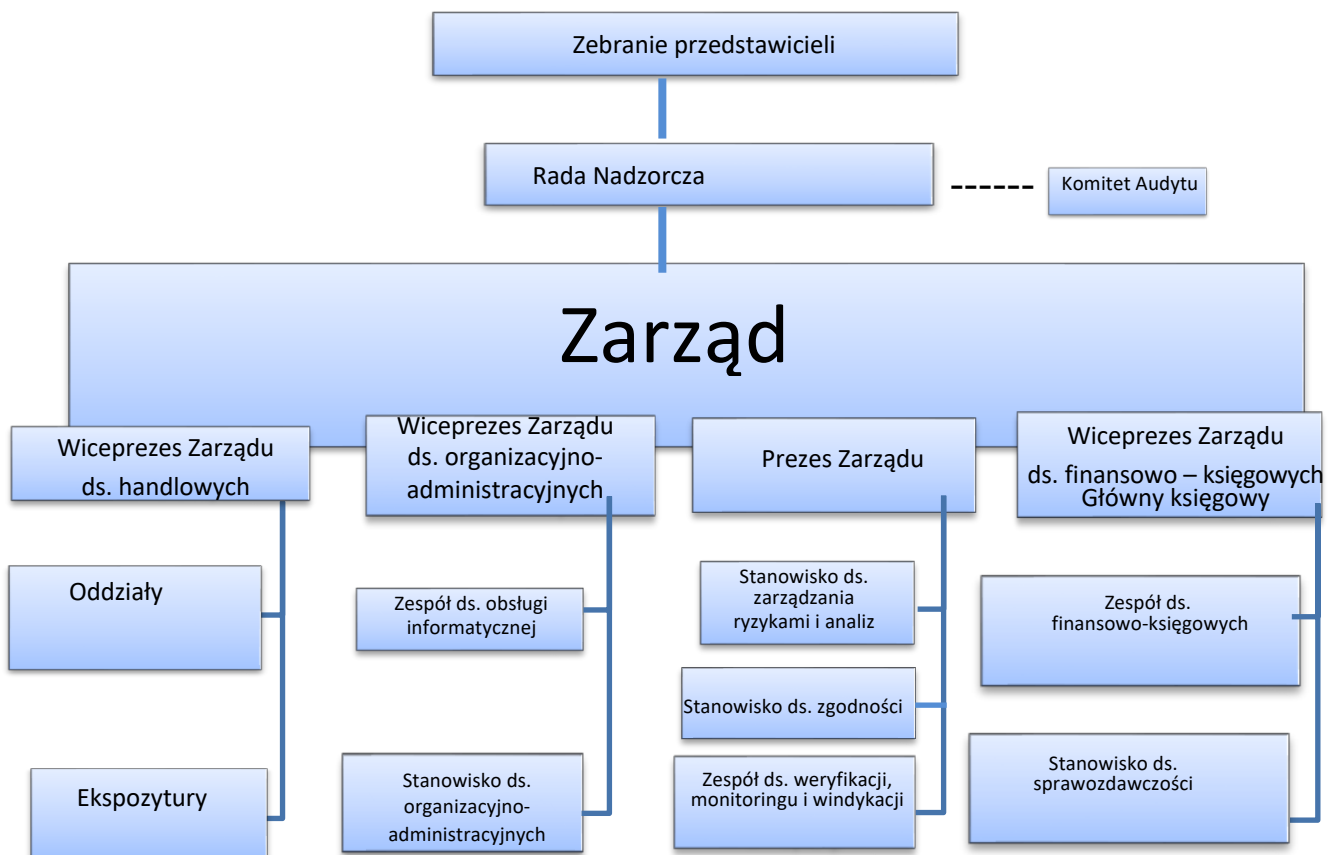 Zebranie przedstawicieli
Rada Nadzorcza
Komitet Audytu
Zarząd
Wiceprezes Zarządu
ds. handlowych
Wiceprezes Zarządu
ds. organizacyjno-
administracyjnych
Prezes Zarządu
Wiceprezes Zarządu
ds. finansowo – księgowych
Główny księgowy
Oddziały
Zespół ds. obsługi
informatycznej
Stanowisko ds.
zarządzania
ryzykami i analiz
Zespół ds.
finansowo-księgowych
Stanowisko ds. zgodności
Ekspozytury
Stanowisko ds.
organizacyjno-
administracyjnych
Zespół ds. weryfikacji,
monitoringu i windykacji
Stanowisko ds.
sprawozdawczości